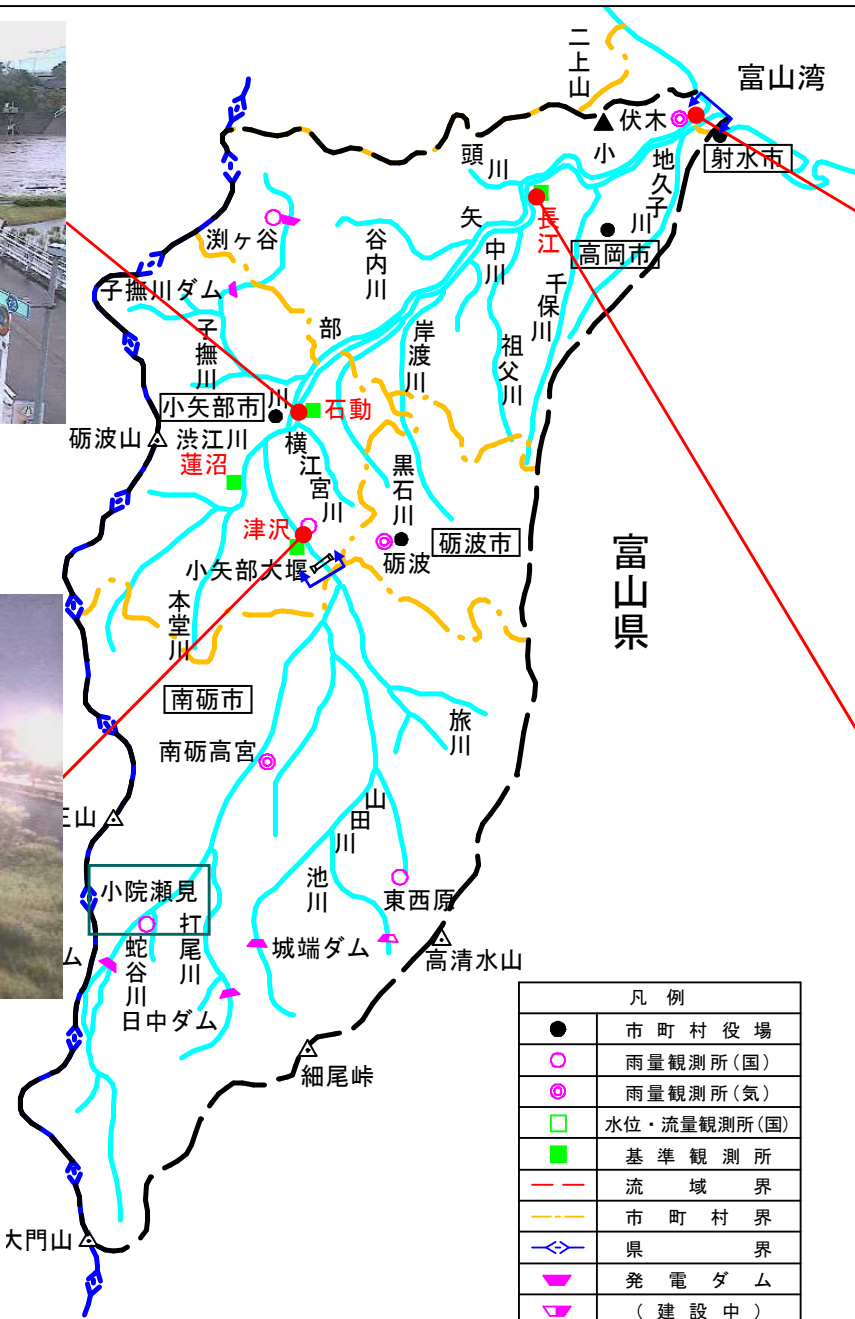 二上山
富山湾
伏木
小
射水市
頭川
地久子川
矢
長江
渕ヶ谷
谷内川
中川
高岡市
千保川
子撫川ダム
子撫川
部
岸渡川
祖父川
小矢部市
川
石動
砺波山
渋江川
横江宮川
蓮沼
黒石川
津沢
砺波市
砺波
富山県
小矢部大堰
本堂川
南砺市
旅川
南砺高宮
山田川
池川
小院瀬見
東西原
打尾川
蛇谷川
城端ダム
高清水山
日中ダム
細尾峠
大門山
凡 例
市町村役場
雨量観測所(国)
雨量観測所(気)
水位・流量観測所(国)
基準観測所
流域界
市町村界
県界
発電ダム
(建設中)